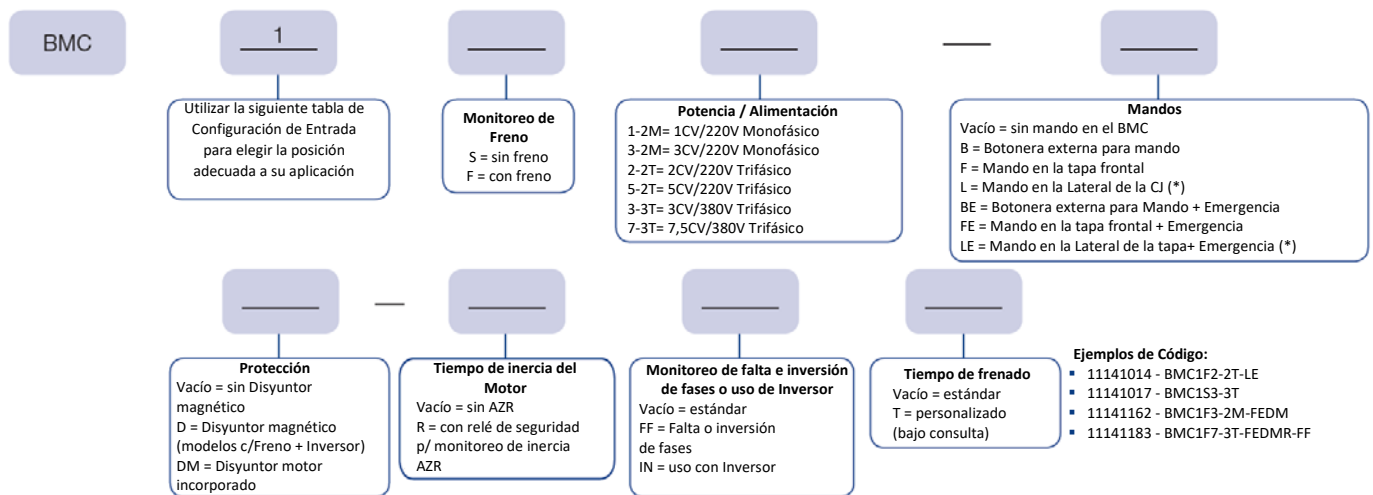 BMC
1
Utilizar la siguiente tabla de
Configuración de Entrada
para elegir la posición
adecuada a su aplicación
Monitoreo de
Freno
S = sin freno
F = con freno
Potencia / Alimentación
1-2M= 1CV/220V Monofásico
3-2M= 3CV/220V Monofásico
2-2T= 2CV/220V Trifásico
5-2T= 5CV/220V Trifásico
3-3T= 3CV/380V Trifásico
7-3T= 7,5CV/380V Trifásico
Mandos
Vacío = sin mando en el BMC
B = Botonera externa para mando
F = Mando en la tapa frontal
L = Mando en la Lateral de la CJ (*)
BE = Botonera externa para Mando + Emergencia
FE = Mando en la tapa frontal + Emergencia
LE = Mando en la Lateral de la tapa+ Emergencia (*)
Protección
Vacío = sin Disyuntor
magnético
D = Disyuntor magnético
(modelos c/Freno + Inversor)
DM = Disyuntor motor
incorporado
Tiempo de inercia del
Motor
Vacío = sin AZR
R = con relé de seguridad
p/ monitoreo de inercia
AZR
Monitoreo de falta e inversión
de fases o uso de Inversor
Vacío = estándar
FF = Falta o inversión
de fases
IN = uso con Inversor
Tiempo de frenado
Vacío = estándar
T = personalizado
(bajo consulta)
Ejemplos de Código:
▪ 11141014 - BMC1F2-2T-LE
▪ 11141017 - BMC1S3-3T
▪ 11141162 - BMC1F3-2M-FEDM
▪ 11141183 - BMC1F7-3T-FEDMR-FF